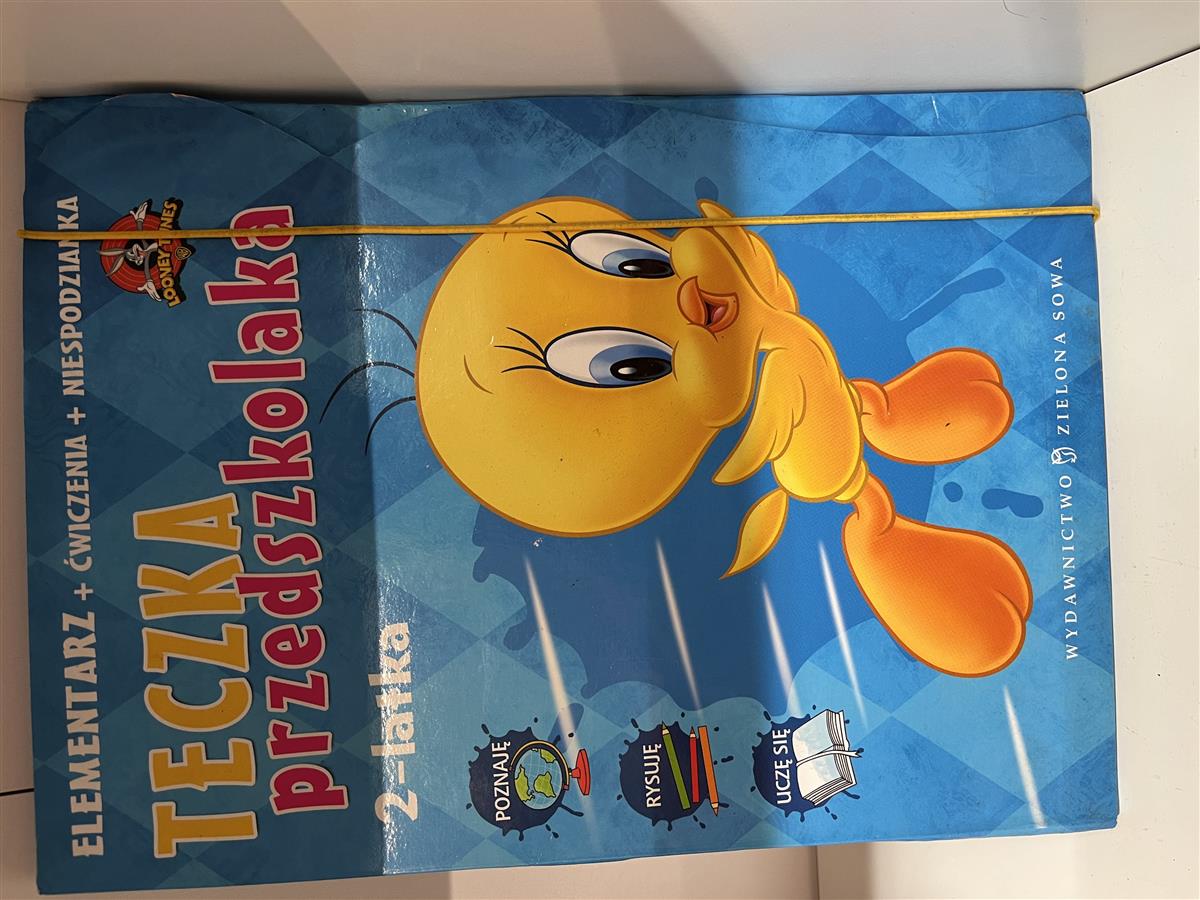 ELEMENTARZ + ĆWICZENIA + NIESPODZIANKA
LOONEY TUNES
TECZKA
przedszkolaka
2-latka
POZNAJĘ
RYSUJĘ
UCZĘ SIĘ
WYDAWNICTWO ZIELONA SOWA